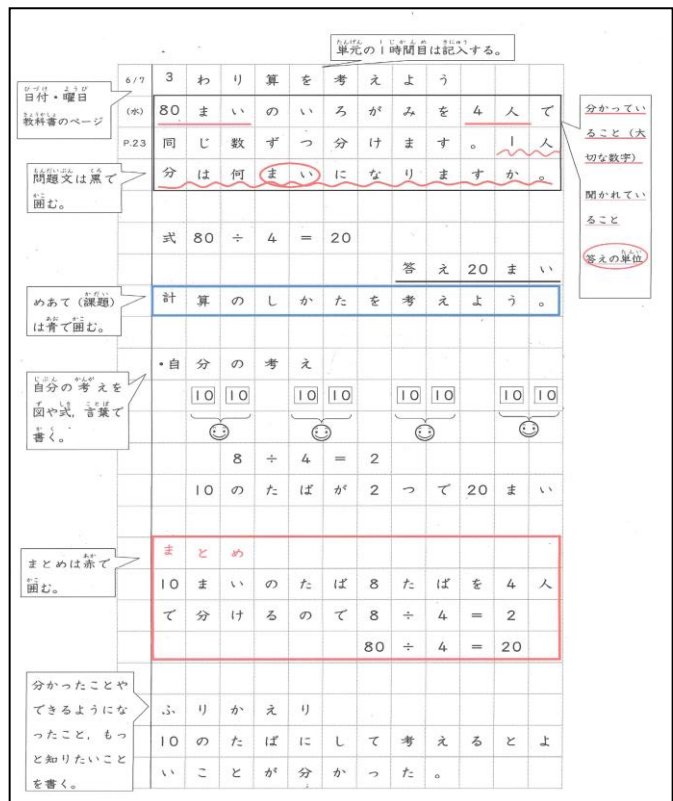 単元の1時間目は記入する。
6/7 3 わり算を考えよう
日付・曜日
教科書のページ
(水) 80まいのいろがみを4人で
P.23 同じ数ずつ分けます。1人
分は何まいになりますか。
分かってい
ること（大
切な数字）
聞かれてい
ること
答えの単位
問題文は黒で
囲む。
式 80÷4=20
答え20まい
めあて（課題）
は青で囲む。
計算のしかたを考えよう。
・自分の考え
自分の考えを
図や式，言葉で
書く。
10 10 10 10 10 10 10 10
8÷4=2
10のたばが2つで20まい
まとめは赤で
囲む。
まとめ
10まいのたば8たばを4人
で分けるので8÷4=2
80÷4=20
分かったことや
できるようにな
ったこと，もっ
と知りたいこと
を書く。
ふりかえり
10のたばにして考えるとよ
いことが分かった。